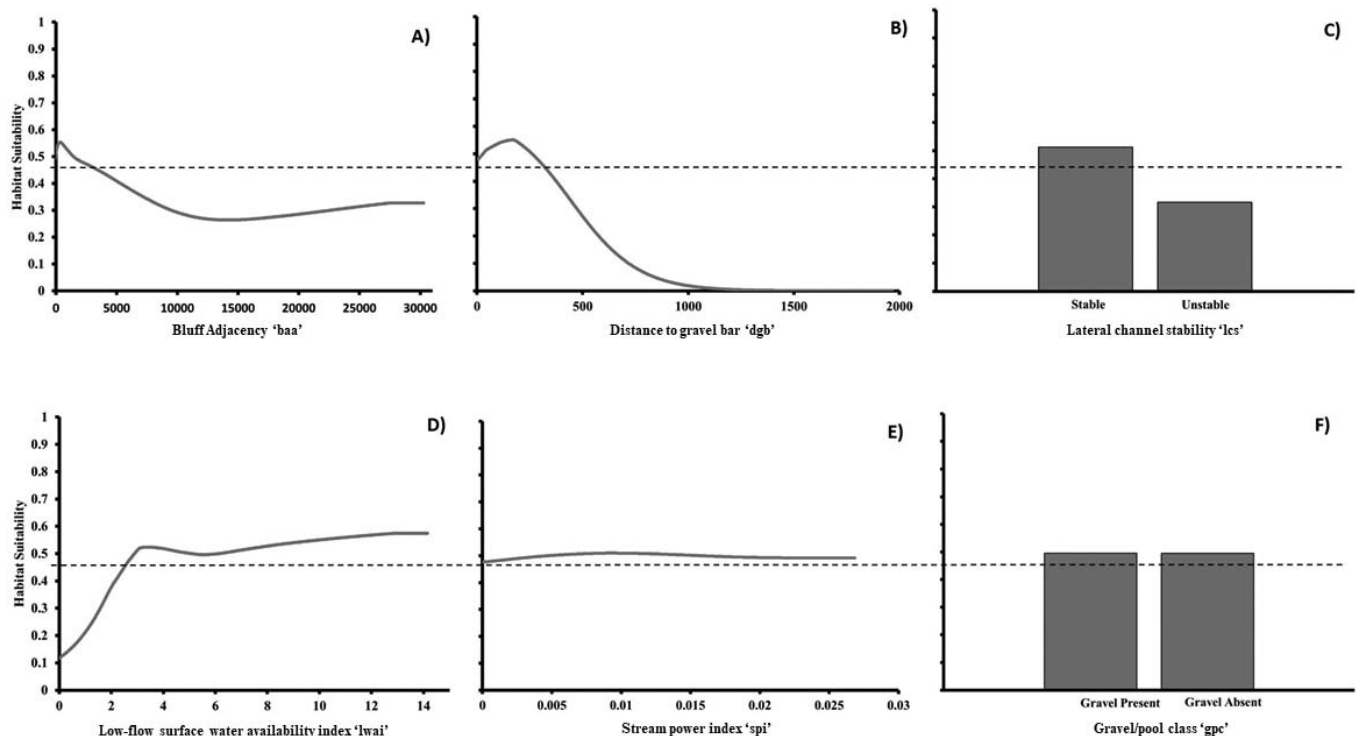 A)
B)
C)
Habitat Suitability
1
0.9
0.8
0.7
0.6
0.5
0.4
0.3
0.2
0.1
0
0 5000 10000 15000 20000 25000 30000
0 500 1000 1500 2000
Stable Unstable
Bluff Adjacency ‘baa’
Distance to gravel bar ‘dgb’
Lateral channel stability ‘lcs’
D)
E)
F)
Habitat Suitability
1
0.9
0.8
0.7
0.6
0.5
0.4
0.3
0.2
0.1
0
0 2 4 6 8 10 12 14
0 0.005 0.01 0.015 0.02 0.025 0.03
Gravel Present Gravel Absent
Low-flow surface water availability index ‘lwai’
Stream power index ‘spi’
Gravel/pool class ‘gpc’